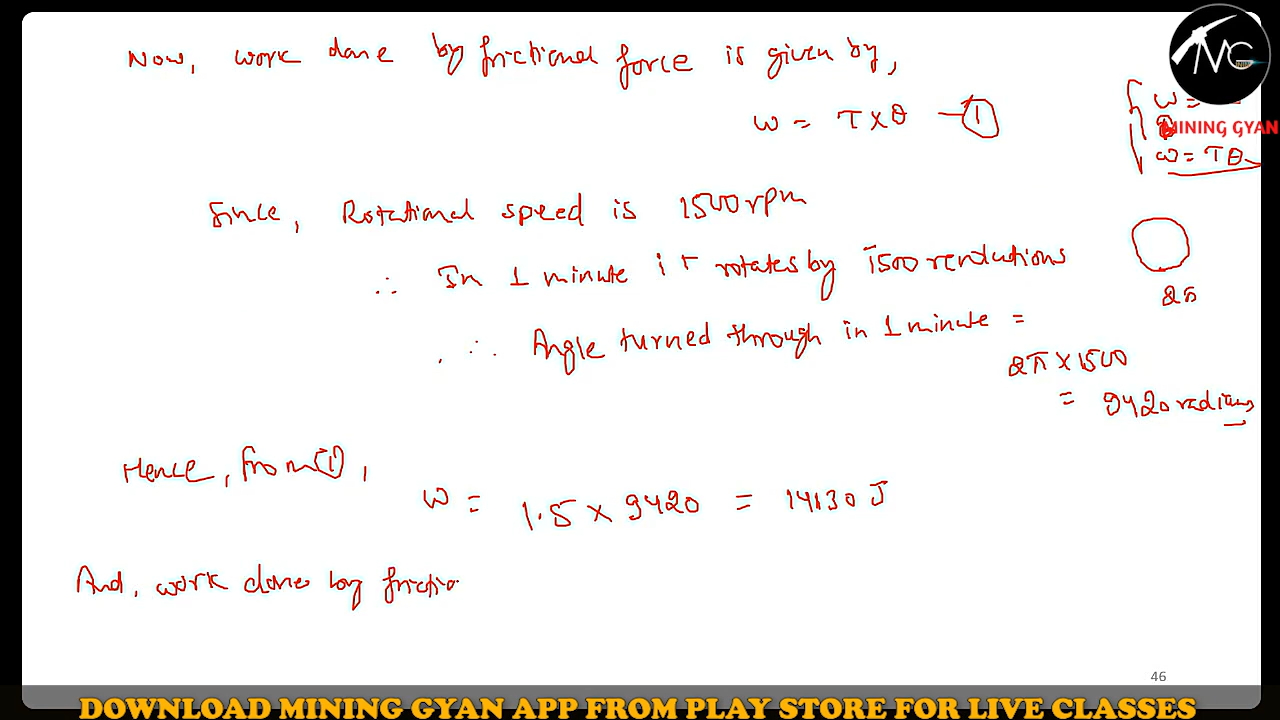 Now, work done by frictional force is given by,
W = T×θ —①
W =
MINING GYAN
W = Tθ
Since, Rotational speed is 1500rpm
∴ In 1 minute it rotates by 1500 revolutions
2π
∴ Angle turned through in 1 minute =
2π × 1500
= 9420 radians
Hence, from ①,
W = 1.5 × 9420 = 14130 J
And, work done by frictio
46
DOWNLOAD MINING GYAN APP FROM PLAY STORE FOR LIVE CLASSES